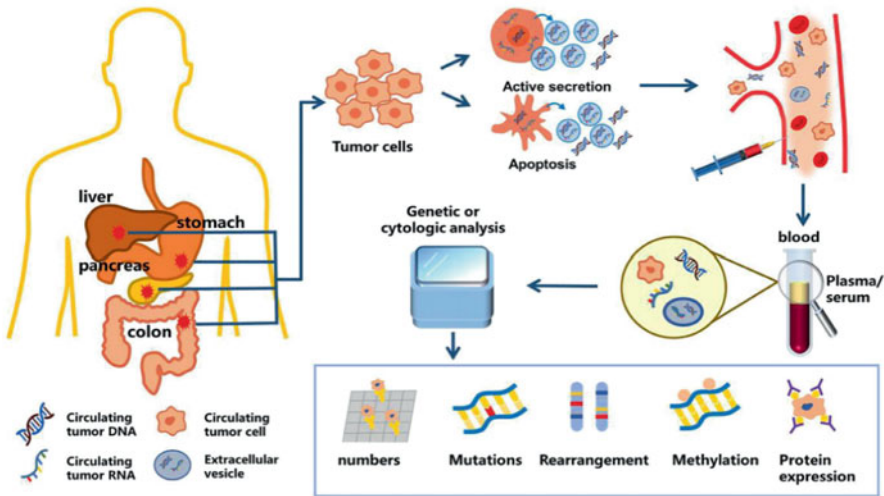 liver
stomach
pancreas
colon
Tumor cells
Active secretion
Apoptosis
blood
Plasma/
serum
Genetic or
cytologic analysis
numbers
Mutations
Rearrangement
Methylation
Protein
expression
Circulating
tumor DNA
Circulating
tumor cell
Circulating
tumor RNA
Extracellular
vesicle